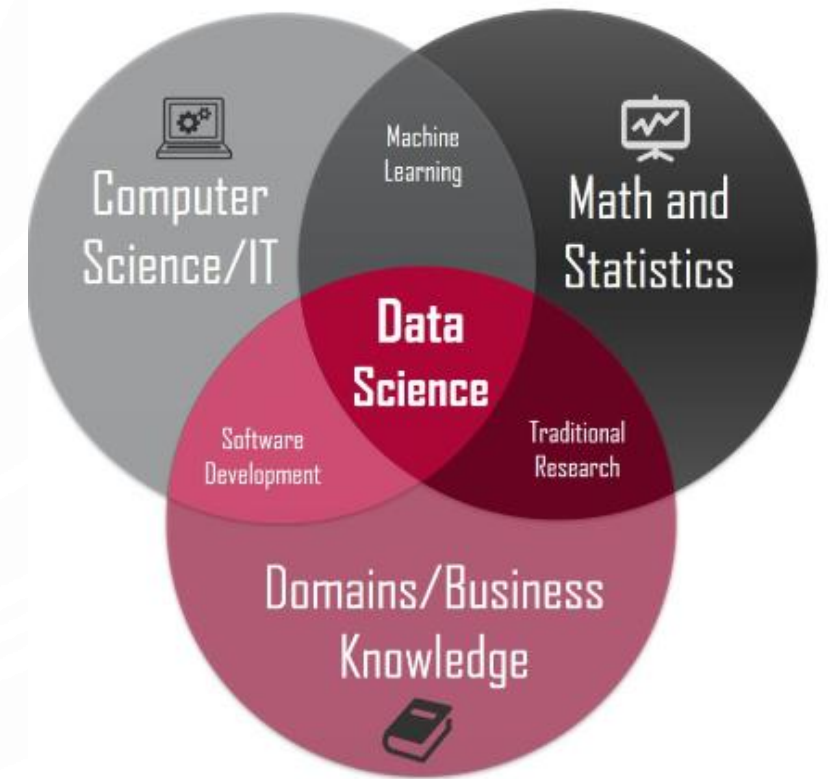 Machine
Learning
Computer
Science/IT
Math and
Statistics
Data
Science
Software
Development
Traditional
Research
Domains/Business
Knowledge